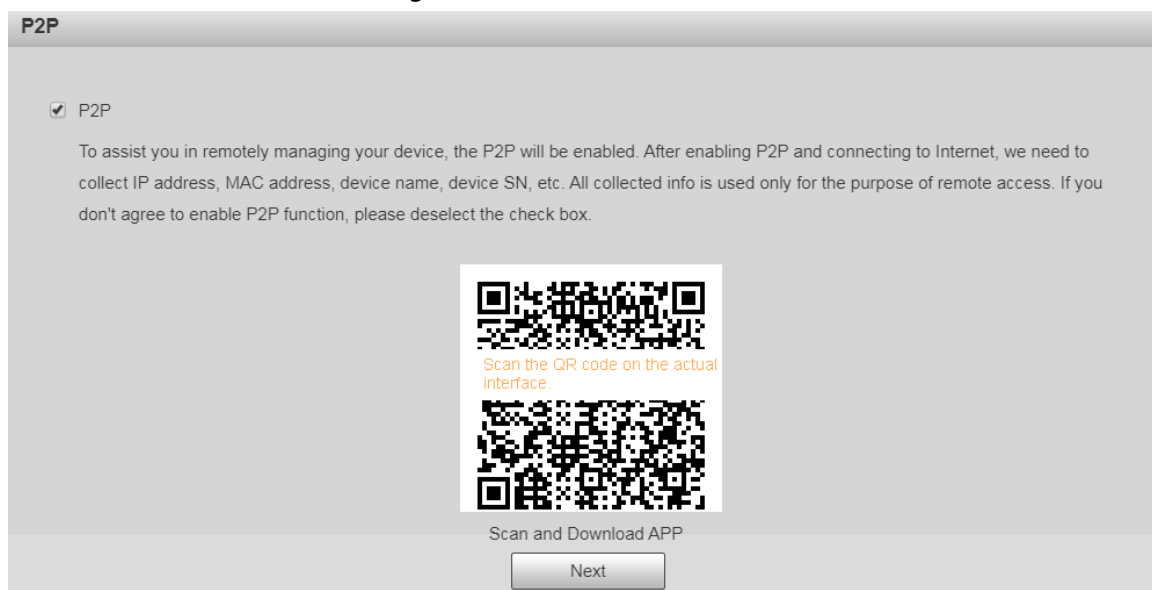 P2P
P2P
To assist you in remotely managing your device, the P2P will be enabled. After enabling P2P and connecting to Internet, we need to
collect IP address, MAC address, device name, device SN, etc. All collected info is used only for the purpose of remote access. If you
don't agree to enable P2P function, please deselect the check box.
Scan the QR code on the actual
interface.
Scan and Download APP
Next